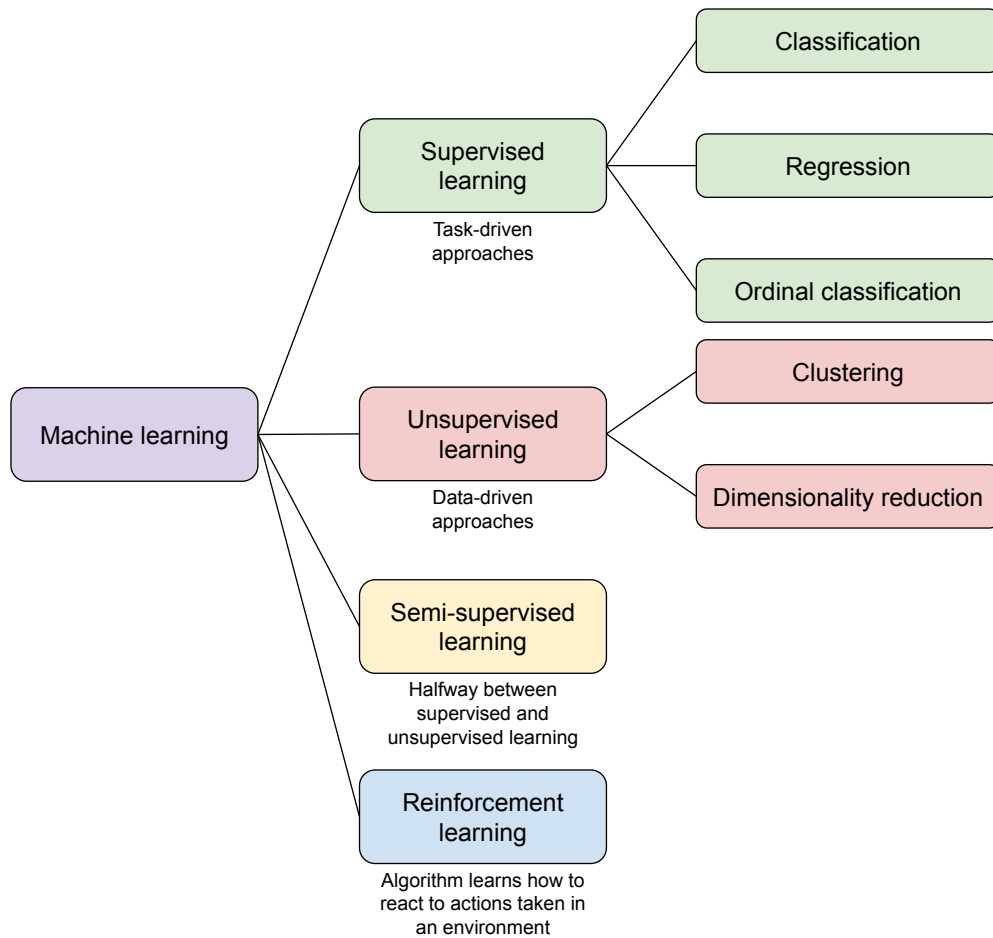 Machine learning
Supervised
learning
Task-driven
approaches
Classification
Regression
Ordinal classification
Unsupervised
learning
Data-driven
approaches
Clustering
Dimensionality reduction
Semi-supervised
learning
Halfway between
supervised and
unsupervised learning
Reinforcement
learning
Algorithm learns how to
react to actions taken in
an environment